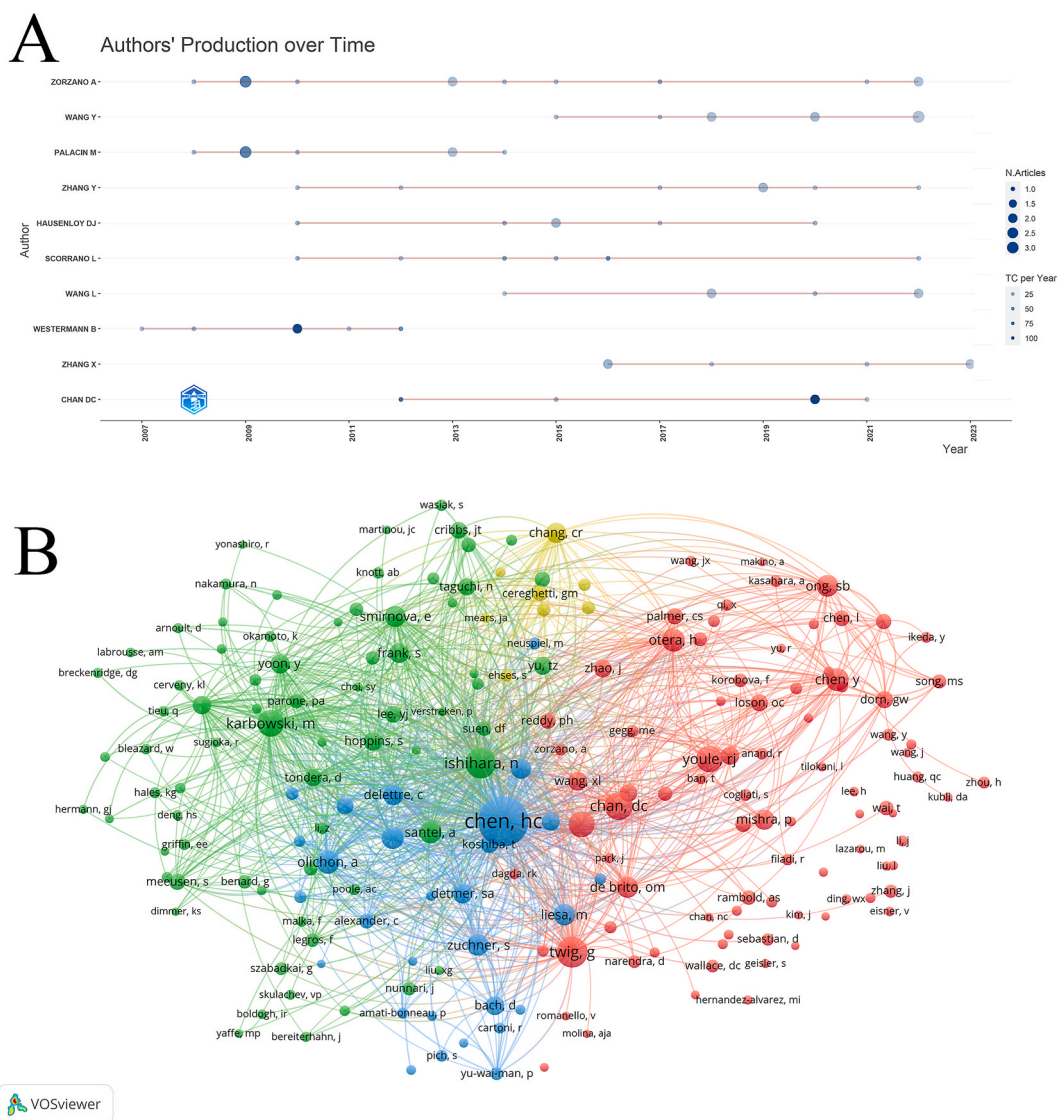 A
Authors' Production over Time
ZORZANO A
WANG Y
PALACIN M
ZHANG Y
HAUSENLOY DJ
SCORRANO L
WANG L
WESTERMANN B
ZHANG X
CHAN DC
Author
2007 2009 2011 2013 2015 2017 2019 2021 2023
Year
N.Articles
1.0
1.5
2.0
2.5
3.0
TC per Year
25
50
75
100
B
wasiak, s
martinou, jc
cribbs, jt
chang, cr
yonashiro, r
knott, ab
wang, jx
makino, a
nakamura, n
taguchi, n
cereghetti, gm
kasahara, a
ong, sb
smirnova, e
mears, ja
palmer, cs
qi, x
chen, l
arnoult, d
okamoto, k
neuspiel, m
otera, h
ikeda, y
labrousse, am
yoon, y
frank, s
yu, tz
zhao, j
yu, r
breckenridge, dg
cerveny, kl
choi, sy
ehses, s
korobova, f
chen, y
song, ms
tieu, q
parone, pa
lee, yj
verstreken, p
loson, oc
dorn, gw
karbowski, m
suen, df
reddy, ph
gegg, me
bleazard, w
sugioka, r
hoppins, s
zorzano, a
youle, rj
anand, r
wang, y
wang, j
ishihara, n
ban, t
tilokani, l
tondera, d
wang, xl
huang, qc
zhou, h
hales, kg
delettre, c
cogliati, s
lee, h
kubli, da
hermann, gj
deng, hs
chan, dc
wai, t
li, z
santel, a
chen, hc
mishra, p
griffin, ee
koshiba, t
lazarou, m
li, j
olichon, a
park, j
filadi, r
liu, l
meeusen, s
benard, g
poole, ac
dagda, rk
de brito, om
zhang, j
detmer, sa
rambold, as
ding, wx
dimmer, ks
malka, f
alexander, c
liesa, m
chan, nc
kim, j
eisner, v
legros, f
zuchner, s
twig, g
sebastian, d
szabadkai, g
liu, xg
narendra, d
wallace, dc
geisler, s
skulachev, vp
nunnari, j
hernandez-alvarez, mi
boldogh, ir
amati-bonneau, p
bach, d
romanello, v
yaffe, mp
bereiterhahn, j
cartoni, r
molina, aja
pich, s
yu-wai-man, p
VOSviewer